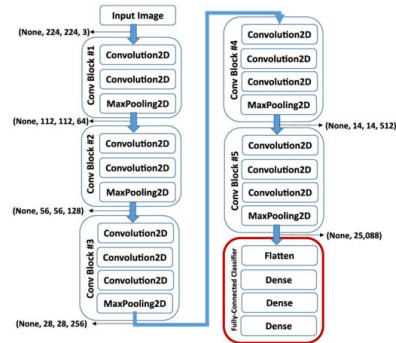 Input Image
(None, 224, 224, 3)
Conv Block #1
Convolution2D
Convolution2D
MaxPooling2D
(None, 112, 112, 64)
Conv Block #2
Convolution2D
Convolution2D
MaxPooling2D
(None, 56, 56, 128)
Conv Block #3
Convolution2D
Convolution2D
Convolution2D
MaxPooling2D
(None, 28, 28, 256)
Conv Block #4
Convolution2D
Convolution2D
Convolution2D
MaxPooling2D
(None, 14, 14, 512)
Conv Block #5
Convolution2D
Convolution2D
Convolution2D
MaxPooling2D
(None, 25,088)
Fully-Connected Classifier
Flatten
Dense
Dense
Dense